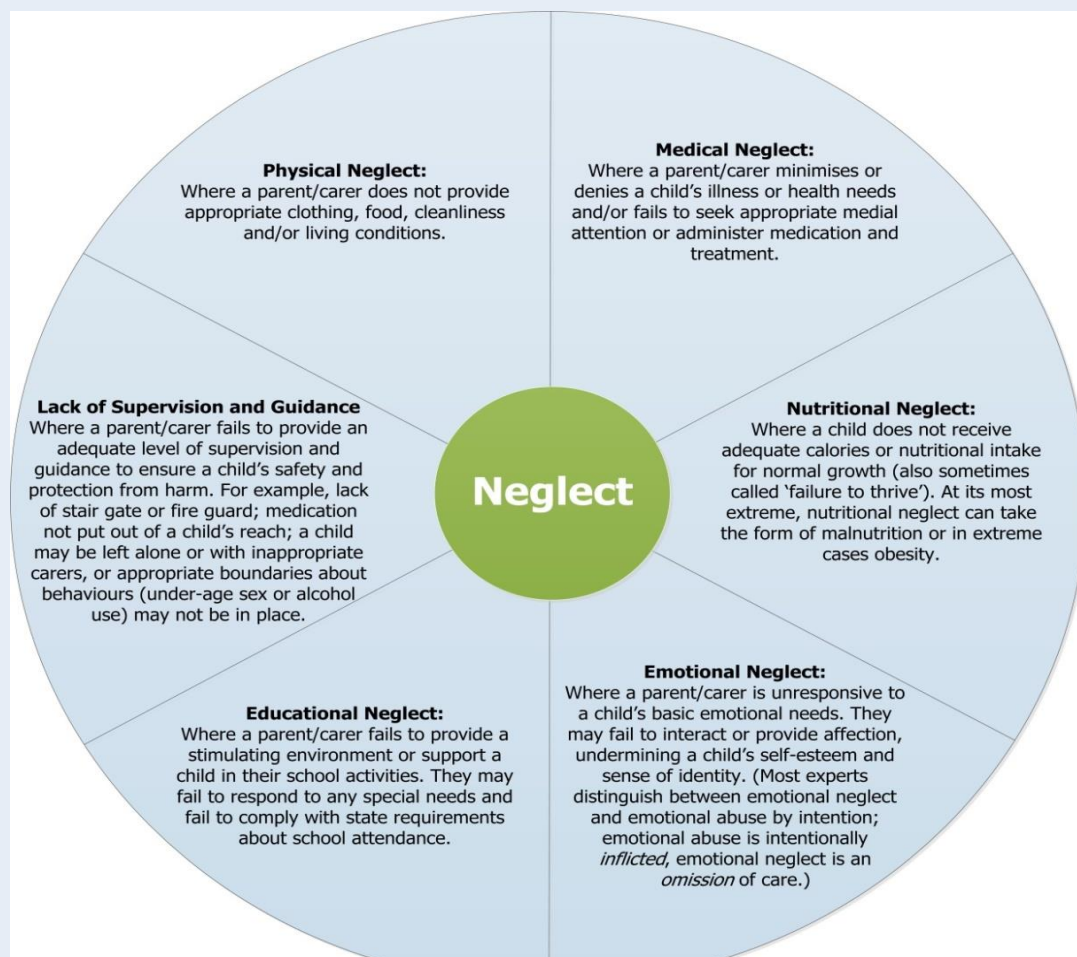 Physical Neglect:
Where a parent/carer does not provide
appropriate clothing, food, cleanliness
and/or living conditions.
Medical Neglect:
Where a parent/carer minimises or
denies a child’s illness or health needs
and/or fails to seek appropriate medial
attention or administer medication and
treatment.
Lack of Supervision and Guidance
Where a parent/carer fails to provide an
adequate level of supervision and
guidance to ensure a child’s safety and
protection from harm. For example, lack
of stair gate or fire guard; medication
not put out of a child’s reach; a child
may be left alone or with inappropriate
carers, or appropriate boundaries about
behaviours (under-age sex or alcohol
use) may not be in place.
Neglect
Nutritional Neglect:
Where a child does not receive
adequate calories or nutritional intake
for normal growth (also sometimes
called ‘failure to thrive’). At its most
extreme, nutritional neglect can take
the form of malnutrition or in extreme
cases obesity.
Educational Neglect:
Where a parent/carer fails to provide a
stimulating environment or support a
child in their school activities. They may
fail to respond to any special needs and
fail to comply with state requirements
about school attendance.
Emotional Neglect:
Where a parent/carer is unresponsive to
a child’s basic emotional needs. They
may fail to interact or provide affection,
undermining a child’s self-esteem and
sense of identity. (Most experts
distinguish between emotional neglect
and emotional abuse by intention;
emotional abuse is intentionally
inflicted, emotional neglect is an
omission of care.)